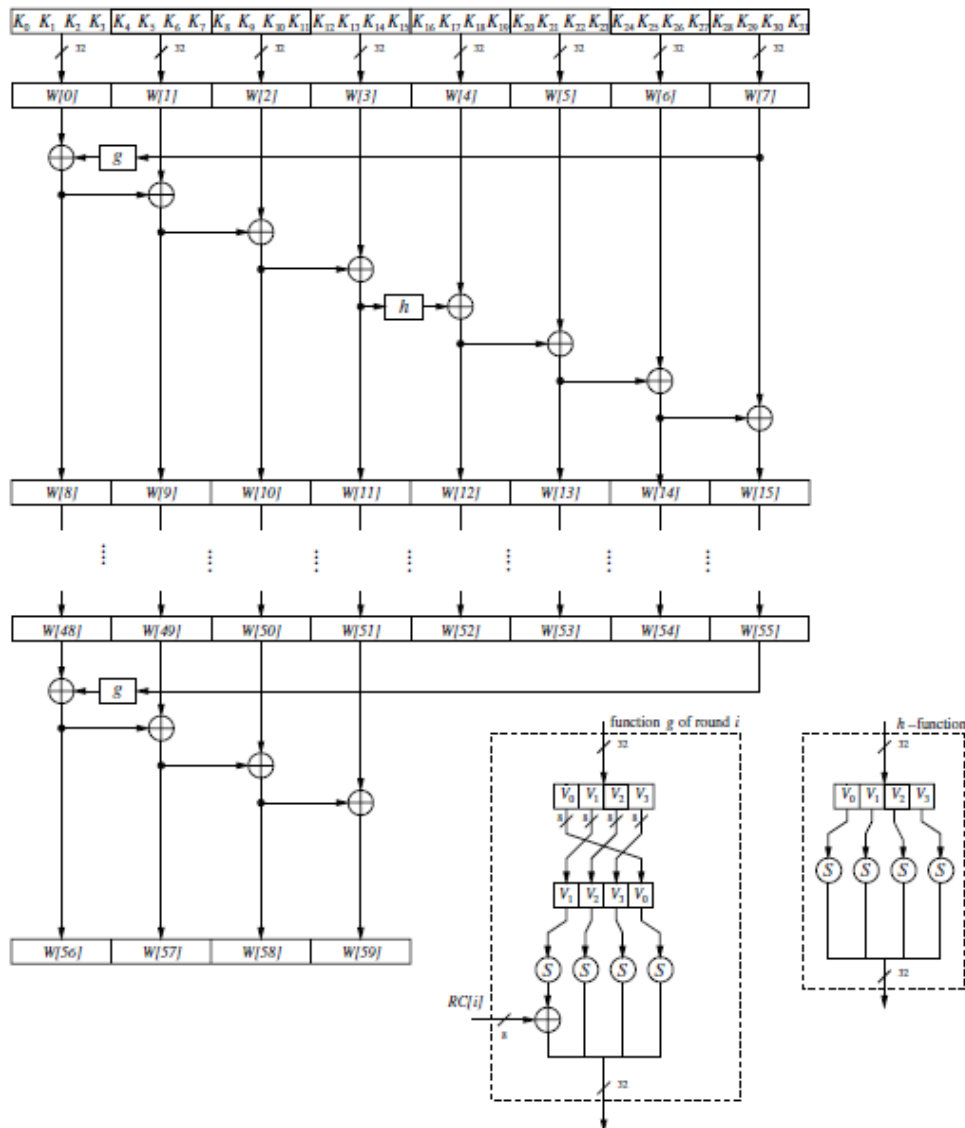 K0 K1 K2 K3 K4 K5 K6 K7 K8 K9 K10 K11 K12 K13 K14 K15 K16 K17 K18 K19 K20 K21 K22 K23 K24 K25 K26 K27 K28 K29 K30 K31
32 32 32 32 32 32 32 32
W[0] W[1] W[2] W[3] W[4] W[5] W[6] W[7]
g
h
W[8] W[9] W[10] W[11] W[12] W[13] W[14] W[15]
W[48] W[49] W[50] W[51] W[52] W[53] W[54] W[55]
g
function g of round i
32
V0 V1 V2 V3
8 8 8 8
V1 V2 V3 V0
S S S S
RC[i]
8
32
h –function
32
V0 V1 V2 V3
S S S S
32
W[56] W[57] W[58] W[59]